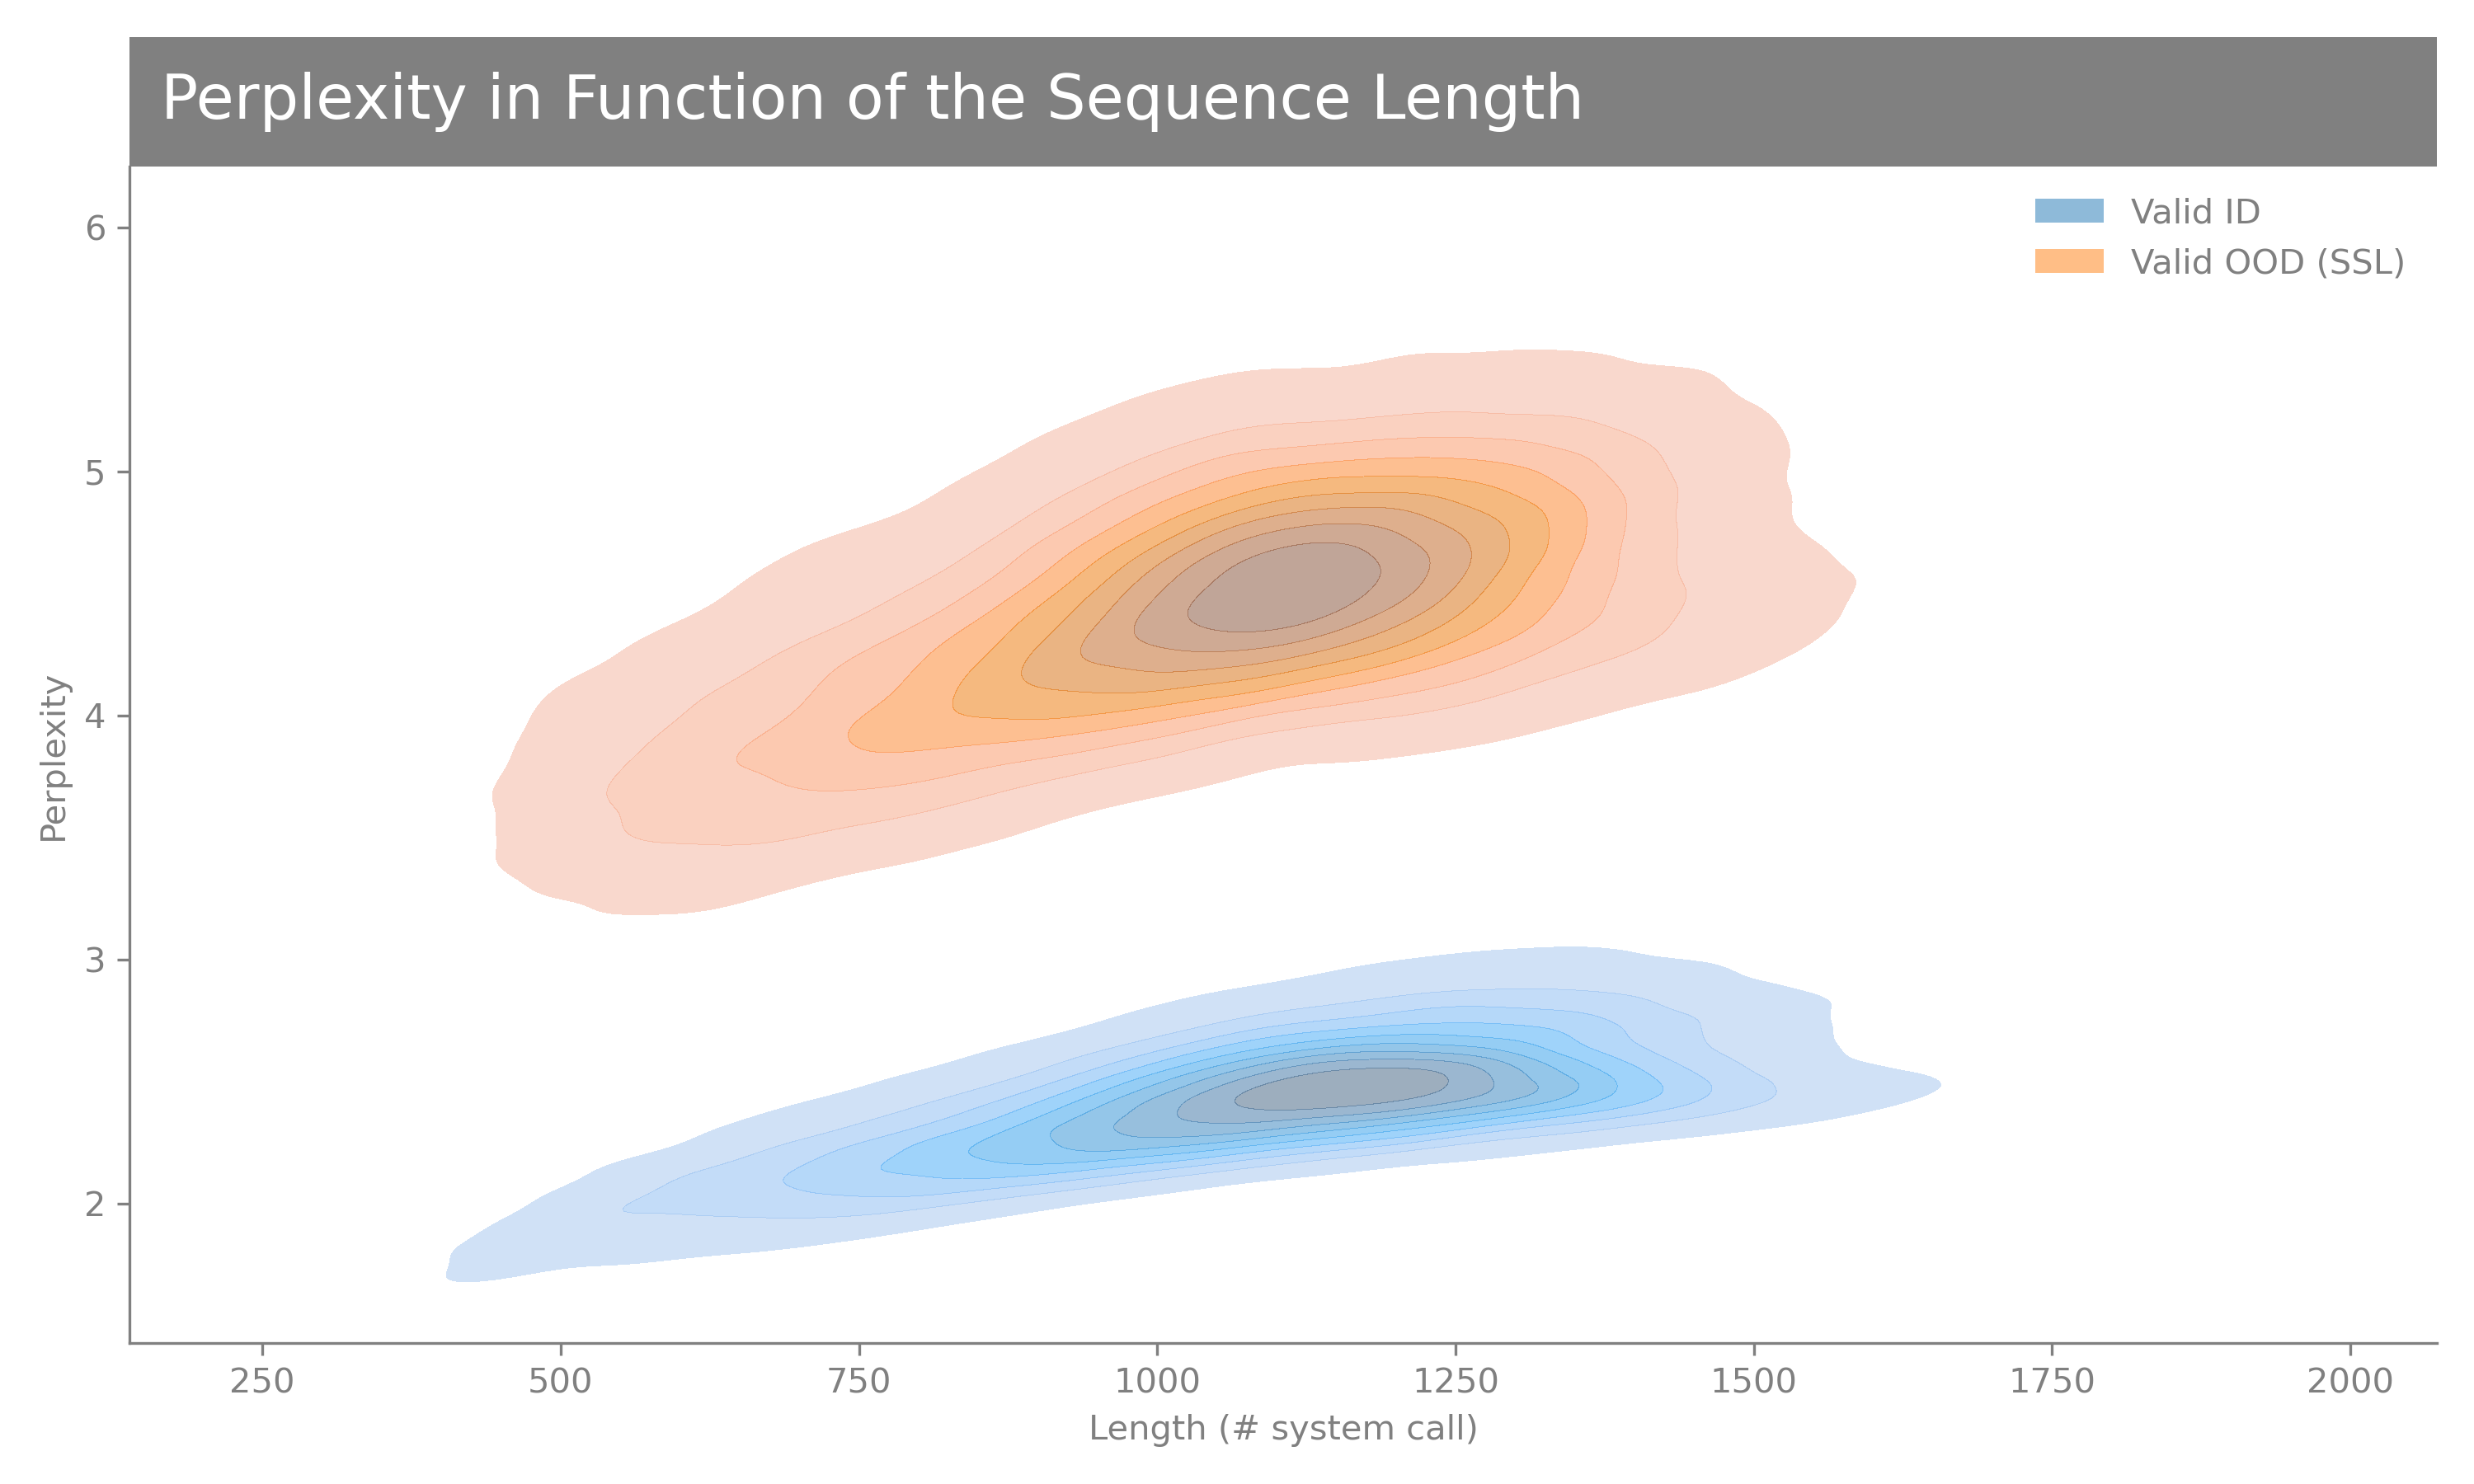 Perplexity in Function of the Sequence Length
Valid ID
Valid OOD (SSL)
6
5
4
3
2
Perplexity
250 500 750 1000 1250 1500 1750 2000
Length (# system call)